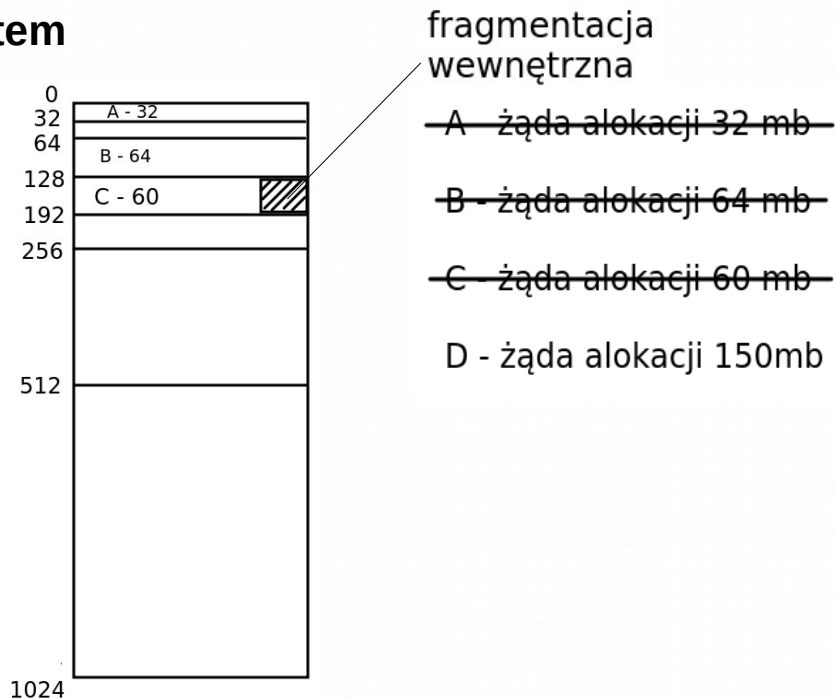 tem
fragmentacja
wewnętrzna
0
A - 32
32
64
B - 64
128
C - 60
192
256
512
1024
A - żąda alokacji 32 mb
B - żąda alokacji 64 mb
C - żąda alokacji 60 mb
D - żąda alokacji 150mb